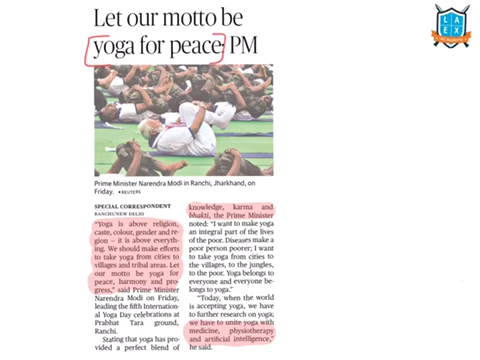 Let our motto be
yoga for peace: PM
L A
E X
Prime Minister Narendra Modi in Ranchi, Jharkhand, on
Friday. •REUTERS
SPECIAL CORRESPONDENT
RANCHI/NEW DELHI
“Yoga is above religion,
caste, colour, gender and re-
gion – it is above everyth-
ing. We should make efforts
to take yoga from cities to
villages and tribal areas. Let
our motto be yoga for
peace, harmony and pro-
gress,” said Prime Minister
Narendra Modi on Friday,
leading the fifth Internation-
al Yoga Day celebrations at
Prabhat Tara ground,
Ranchi.
Stating that yoga has pro-
vided a perfect blend of
knowledge, karma and
bhakti, the Prime Minister
noted: “I want to make yoga
an integral part of the lives
of the poor. Diseases make a
poor person poorer; I want
to take yoga from cities to
the villages, to the jungles,
to the poor. Yoga belongs to
everyone and everyone be-
longs to yoga.”
“Today, when the world
is accepting yoga, we have
to further research on yoga;
we have to unite yoga with
medicine, physiotherapy
and artificial intelligence,”
he said.